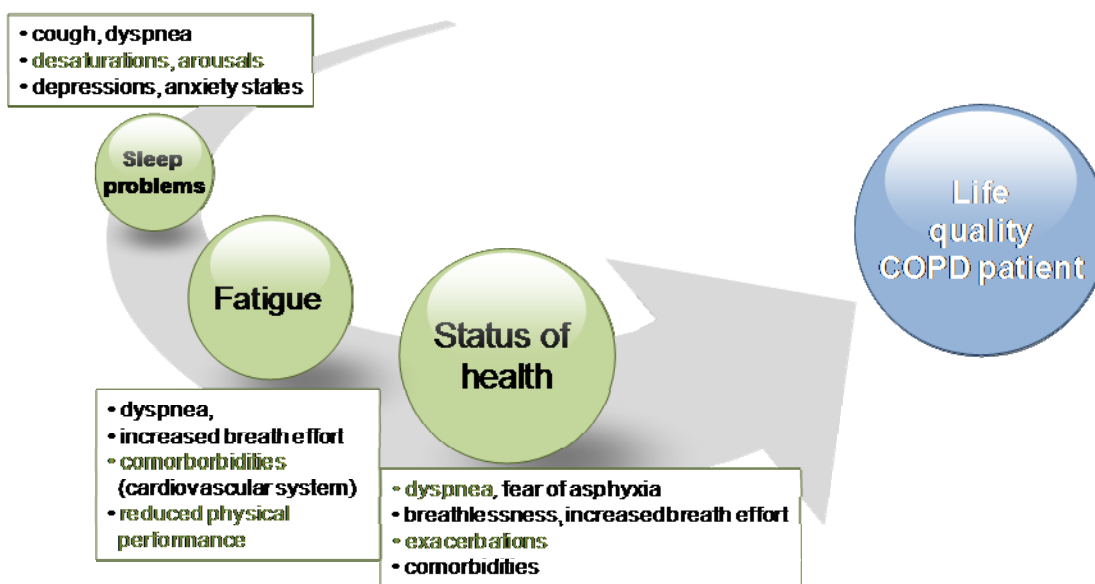 • cough, dyspnea
• desaturations, arousals
• depressions, anxiety states
Sleep
problems
Fatigue
Status of
health
Life
quality
COPD patient
• dyspnea,
• increased breath effort
• comorborbidities
(cardiovascular system)
• reduced physical
performance
• dyspnea, fear of asphyxia
• breathlessness, increased breath effort
• exacerbations
• comorbidities